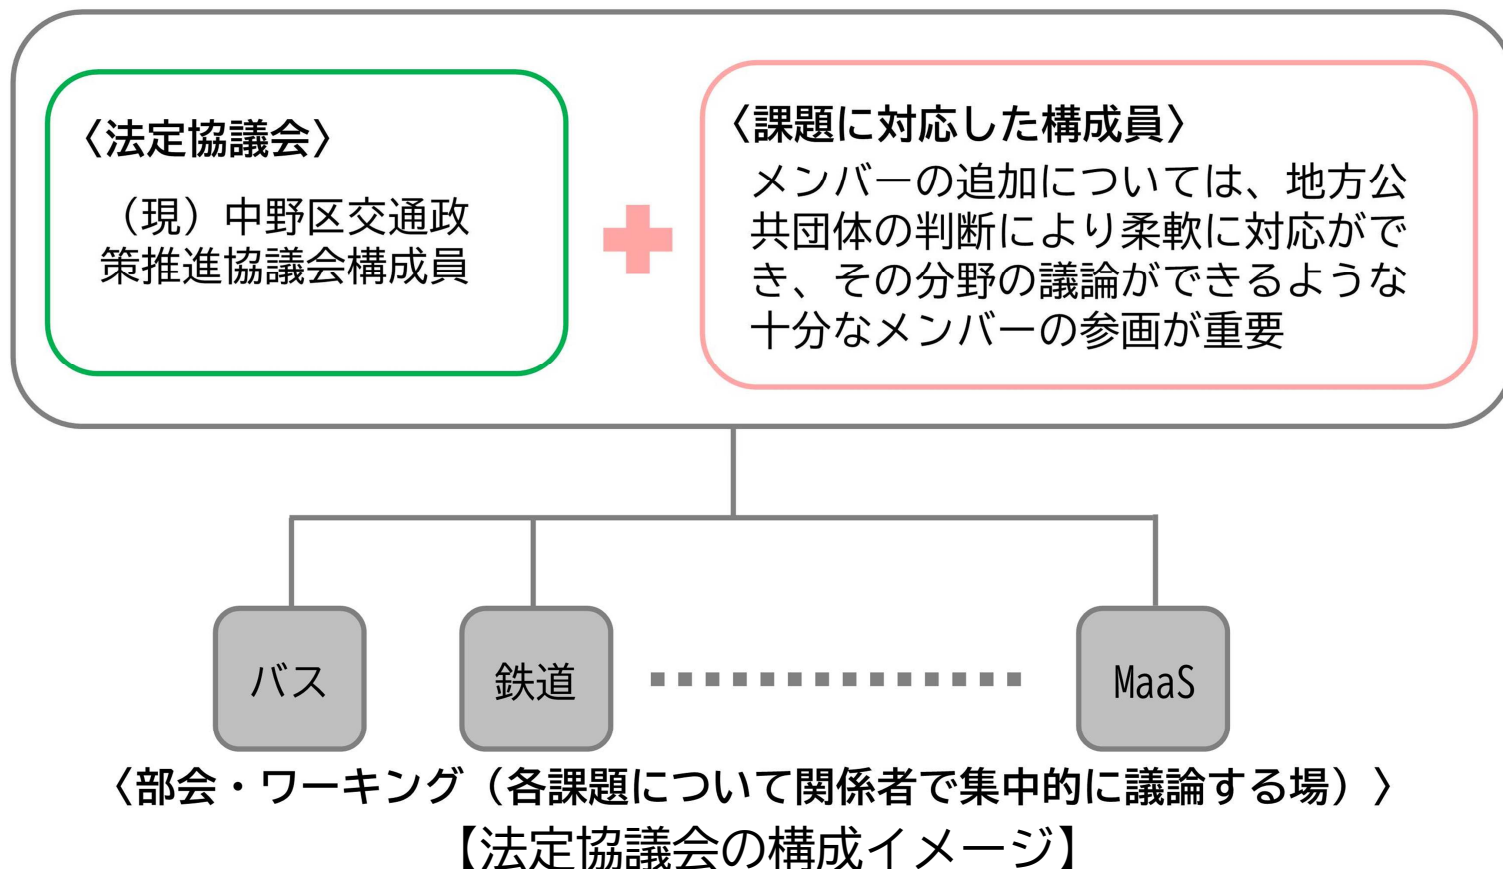 〈法定協議会〉
（現）中野区交通政
策推進協議会構成員
〈課題に対応した構成員〉
メンバーの追加については、地方公
共団体の判断により柔軟に対応がで
き、その分野の議論ができるような
十分なメンバーの参画が重要
バス
鉄道
MaaS
〈部会・ワーキング（各課題について関係者で集中的に議論する場）〉
【法定協議会の構成イメージ】